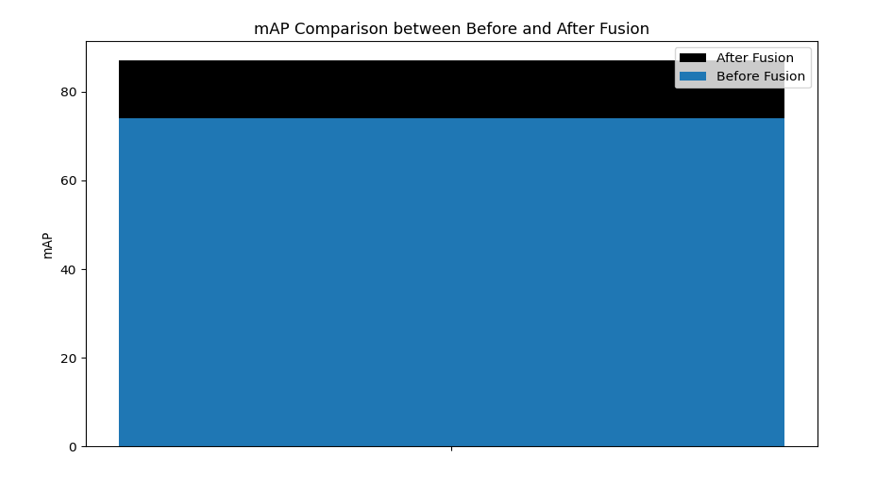 mAP Comparison between Before and After Fusion
After Fusion
Before Fusion
80
60
40
20
0
mAP